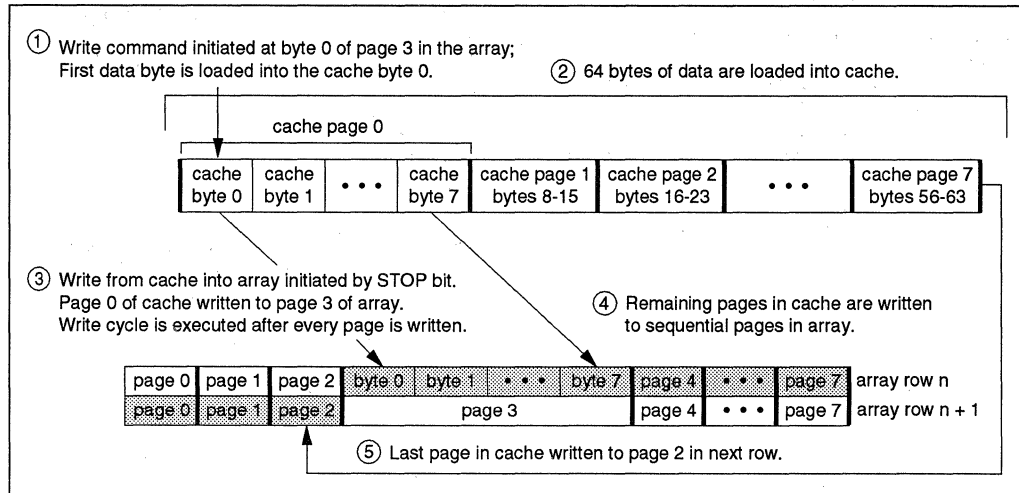 ① Write command initiated at byte 0 of page 3 in the array;
First data byte is loaded into the cache byte 0.
② 64 bytes of data are loaded into cache.
cache page 0
cache byte 0 cache byte 1 • • • cache byte 7 cache page 1 bytes 8-15 cache page 2 bytes 16-23 • • • cache page 7 bytes 56-63
③ Write from cache into array initiated by STOP bit.
Page 0 of cache written to page 3 of array.
Write cycle is executed after every page is written.
④ Remaining pages in cache are written
to sequential pages in array.
page 0 page 1 page 2 byte 0 byte 1 • • • byte 7 page 4 • • • page 7 array row n
page 0 page 1 page 2 page 3 page 4 • • • page 7 array row n + 1
⑤ Last page in cache written to page 2 in next row.